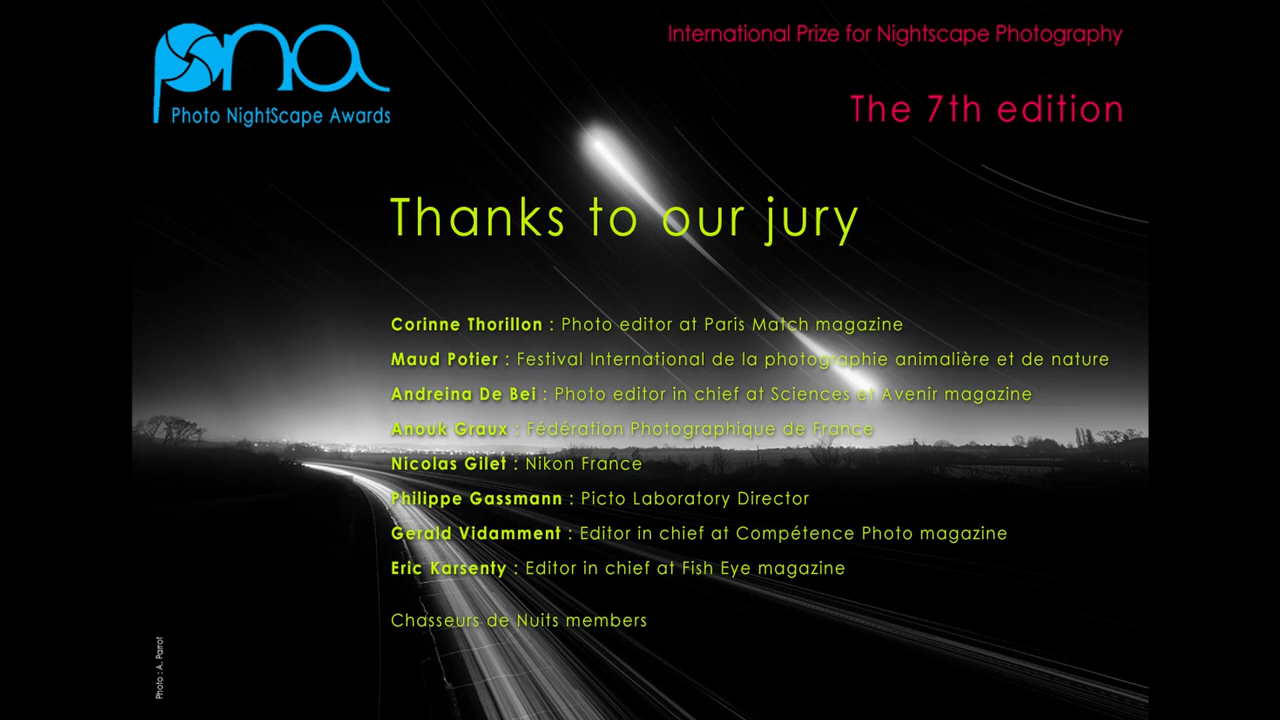 pna
Photo NightScape Awards
International Prize for Nightscape Photography
The 7th edition
Thanks to our jury
Corinne Thorillon : Photo editor at Paris Match magazine
Maud Potier : Festival International de la photographie animalière et de nature
Andreina De Bei : Photo editor in chief at Sciences et Avenir magazine
Anouk Graux : Fédération Photographique de France
Nicolas Gilet : Nikon France
Philippe Gassmann : Picto Laboratory Director
Gerald Vidamment : Editor in chief at Compétence Photo magazine
Eric Karsenty : Editor in chief at Fish Eye magazine
Chasseurs de Nuits members
Photo : A. Parrot